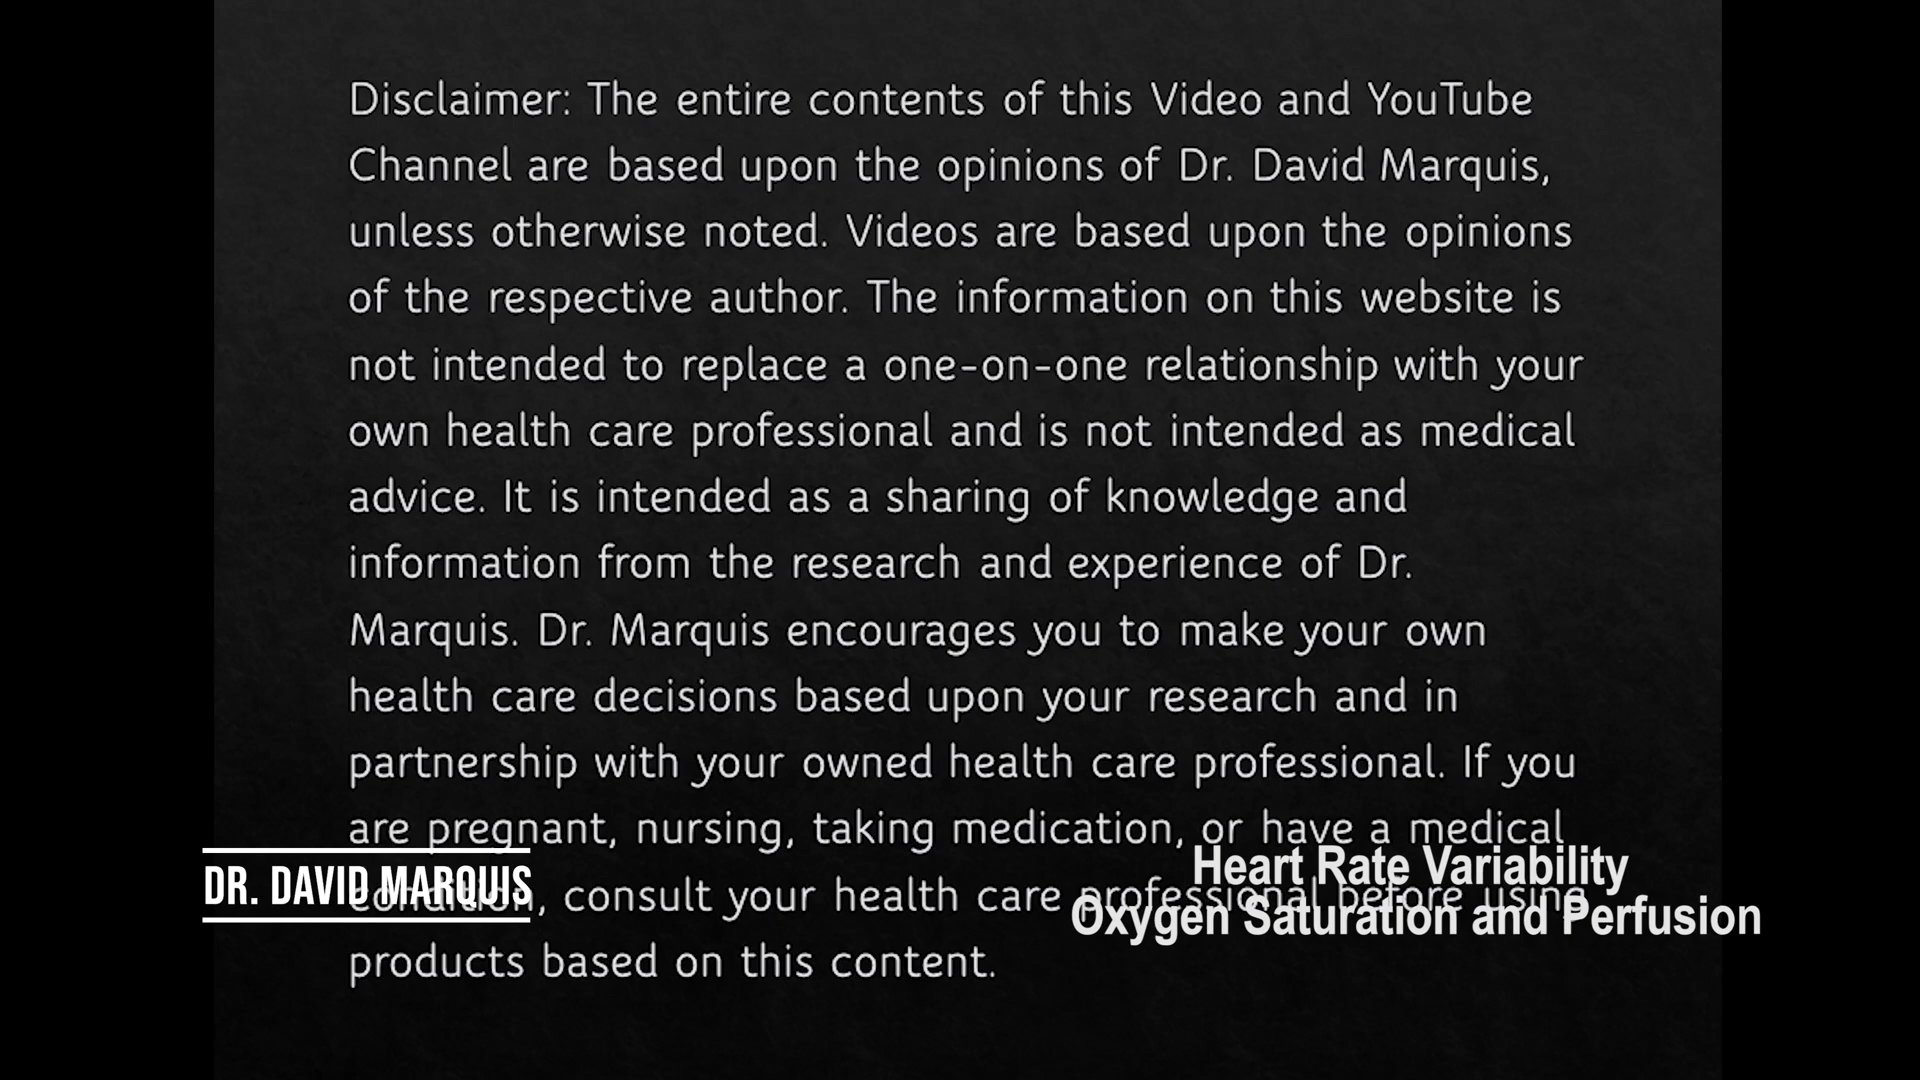 Disclaimer: The entire contents of this Video and YouTube
Channel are based upon the opinions of Dr. David Marquis,
unless otherwise noted. Videos are based upon the opinions
of the respective author. The information on this website is
not intended to replace a one-on-one relationship with your
own health care professional and is not intended as medical
advice. It is intended as a sharing of knowledge and
information from the research and experience of Dr.
Marquis. Dr. Marquis encourages you to make your own
health care decisions based upon your research and in
partnership with your owned health care professional. If you
are pregnant, nursing, taking medication, or have a medical
condition, consult your health care professional before using
products based on this content.
DR. DAVID MARQUIS
Heart Rate Variability
Oxygen Saturation and Perfusion